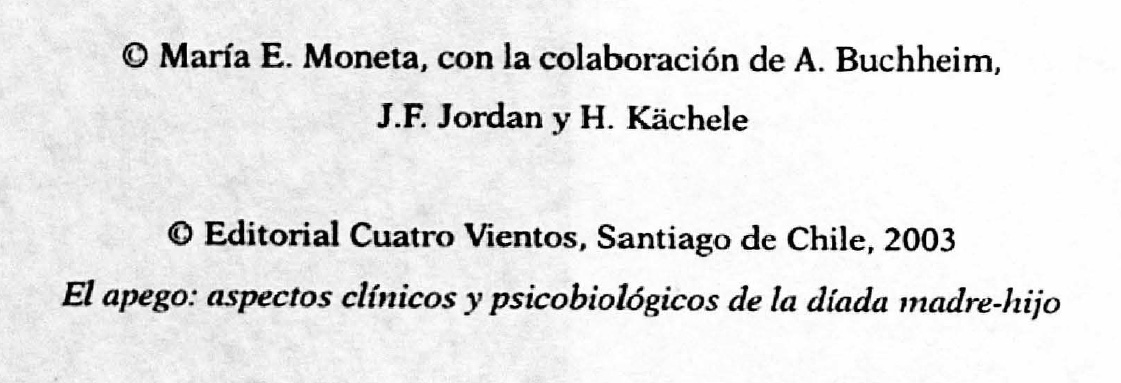 © María E. Moneta, con la colaboración de A. Buchheim,
J.F. Jordan y H. Kächele
© Editorial Cuatro Vientos, Santiago de Chile, 2003
El apego: aspectos clínicos y psicobiológicos de la díada madre-hijo